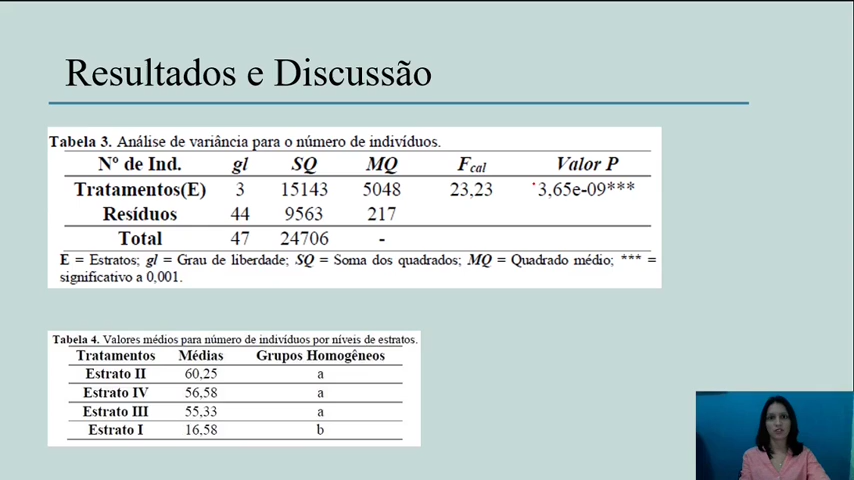 Resultados e Discussão
Tabela 3. Análise de variância para o número de indivíduos.
Nº de Ind. gl SQ MQ Fcal Valor P
Tratamentos(E) 3 15143 5048 23,23 3,65e-09***
Resíduos 44 9563 217
Total 47 24706 -
E = Estratos; gl = Grau de liberdade; SQ = Soma dos quadrados; MQ = Quadrado médio; *** =
significativo a 0,001.
Tabela 4. Valores médios para número de indivíduos por níveis de estratos.
Tratamentos Médias Grupos Homogêneos
Estrato II 60,25 a
Estrato IV 56,58 a
Estrato III 55,33 a
Estrato I 16,58 b